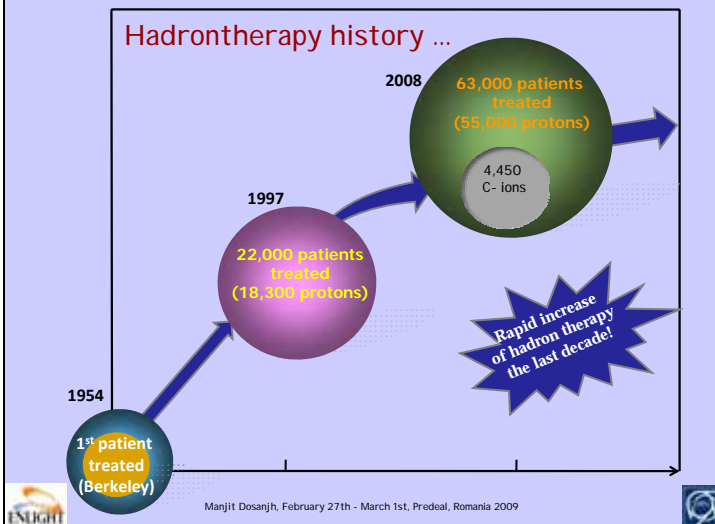 Hadrontherapy history ...
2008
63,000 patients
treated
(55,000 protons)
4,450
C- ions
1997
22,000 patients
treated
(18,300 protons)
Rapid increase
of hadron therapy
the last decade!
1954
1st patient
treated
(Berkeley)
ENLIGHT
Manjit Dosanjh, February 27th - March 1st, Predeal, Romania 2009